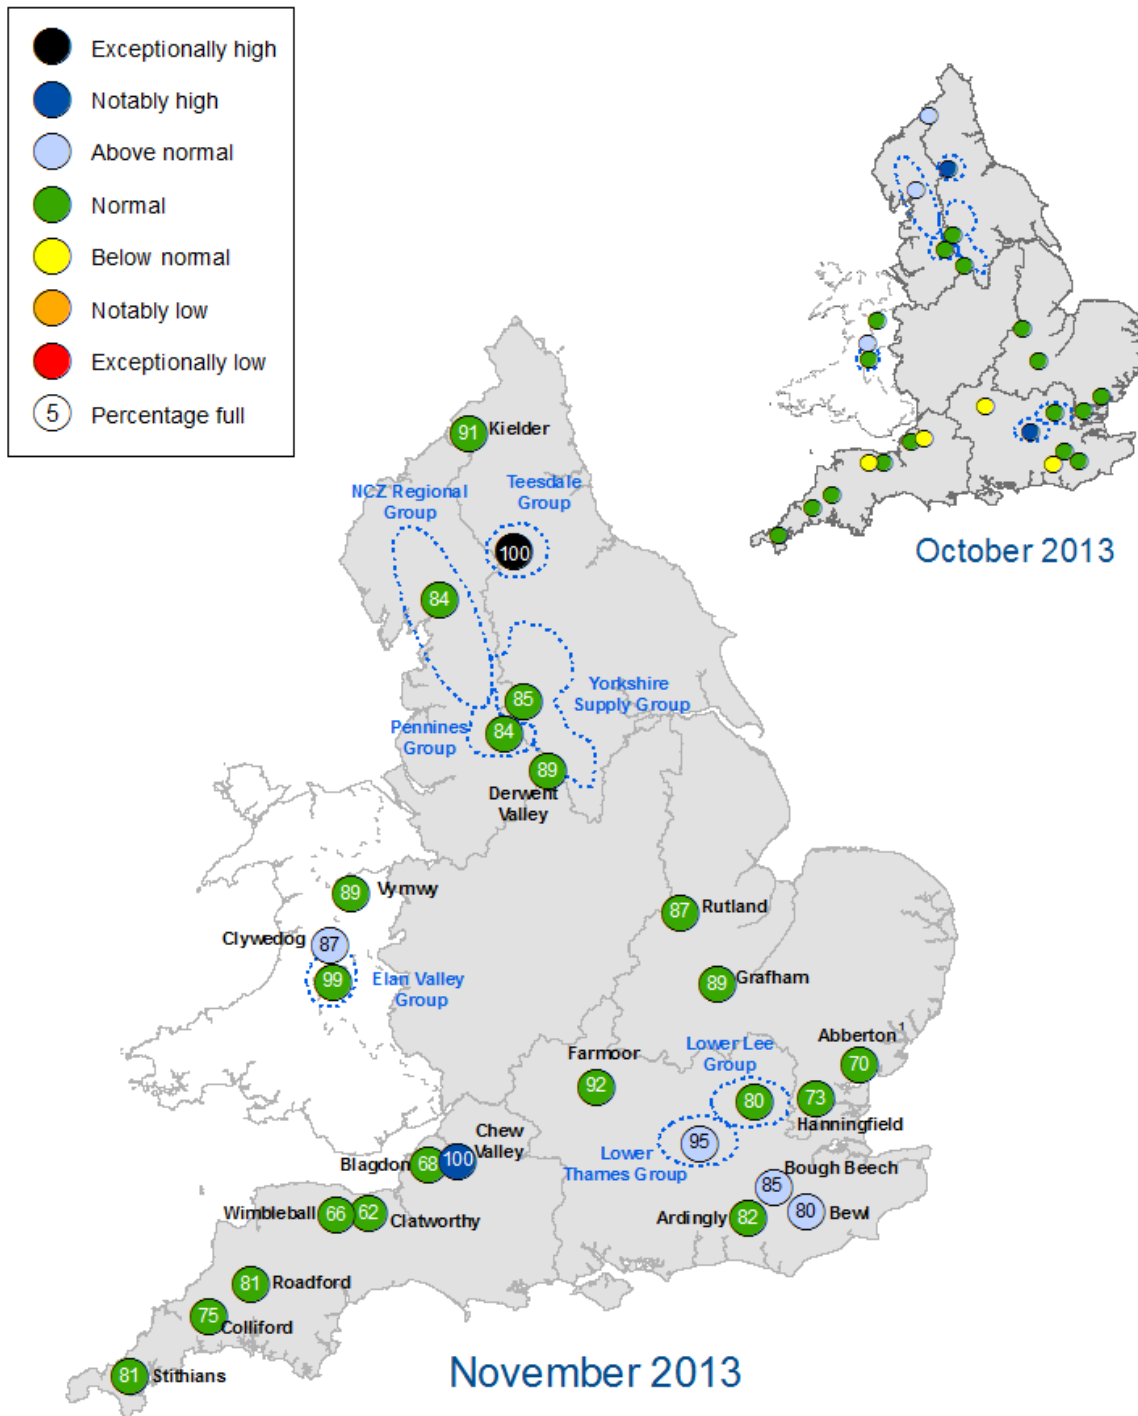 Exceptionally high
Notably high
Above normal
Normal
Below normal
Notably low
Exceptionally low
5 Percentage full
October 2013
91 Kielder
NCZ Regional
Group
Teesdale
Group
100
84
85
Yorkshire
Supply Group
Pennines
Group
84
89
Derwent
Valley
89 Vyrnwy
Clywedog
87
99
Elan Valley
Group
87 Rutland
89 Grafham
Abberton 1
70
Farmoor
92
Lower Lee
Group
80
73
Hanningfield
Chew
Valley
100
Blagdon 68
Lower
Thames Group
95
Bough Beech
85
80 Bewl
Ardingly 82
Wimbleball 66
62 Clatworthy
81 Roadford
75
Colliford
81 Stithians
November 2013